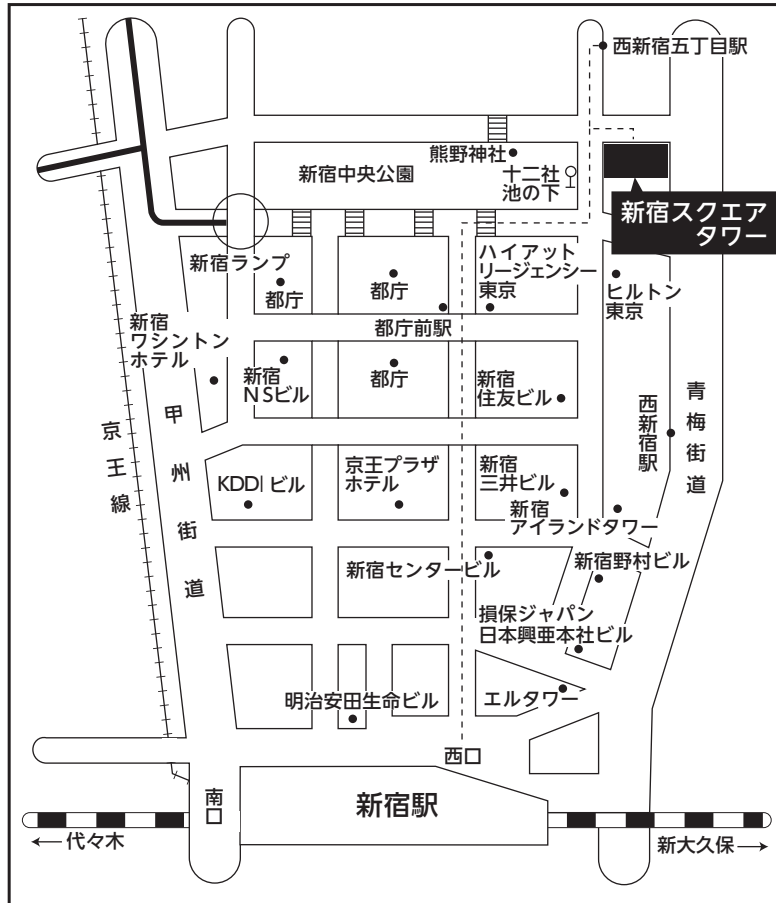 西新宿五丁目駅
熊野神社
新宿中央公園
十二社
池の下
新宿スクエア
タワー
新宿ランプ
都庁
都庁
ハイアット
リージェンシー
東京
ヒルトン
東京
都庁前駅
新宿
ワシントン
ホテル
新宿
NSビル
都庁
新宿
住友ビル
西新宿駅
青梅街道
京王線
甲州街道
KDDI ビル
京王プラザ
ホテル
新宿
三井ビル
新宿
アイランドタワー
新宿センタービル
新宿野村ビル
損保ジャパン
日本興亜本社ビル
明治安田生命ビル
エルタワー
西口
南口
新宿駅
←代々木
新大久保→